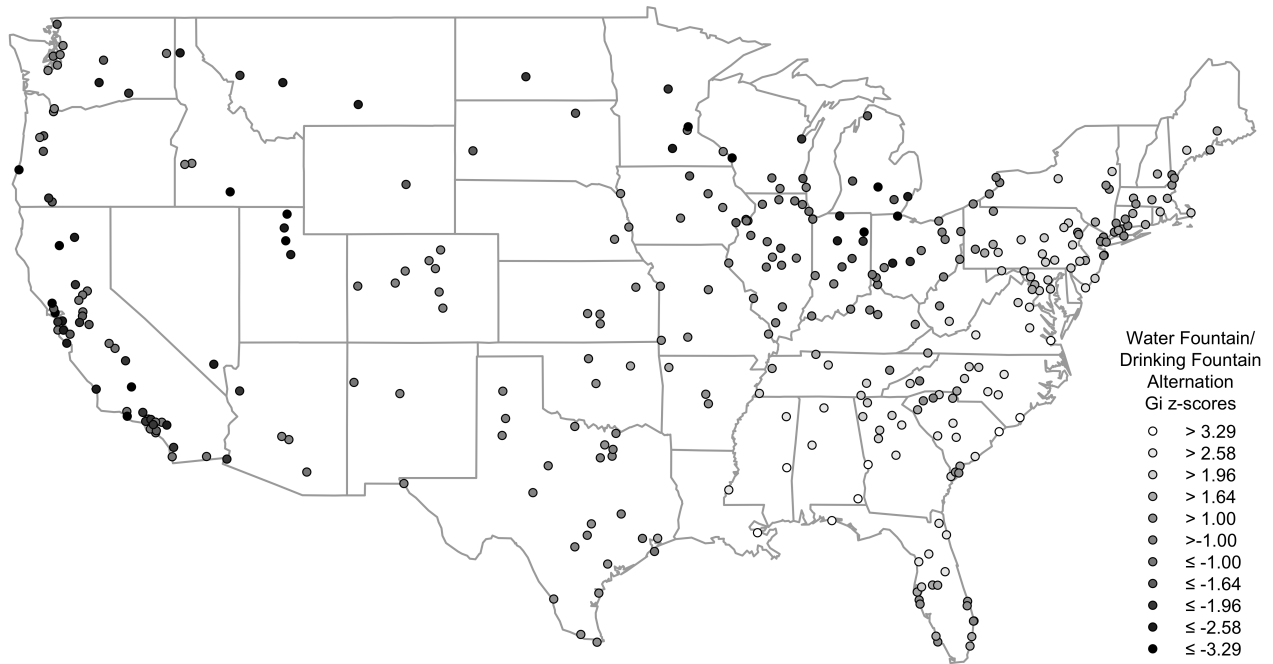 Water Fountain/
Drinking Fountain
Alternation
Gi z-scores
> 3.29
> 2.58
> 1.96
> 1.64
> 1.00
>-1.00
≤ -1.00
≤ -1.64
≤ -1.96
≤ -2.58
≤ -3.29